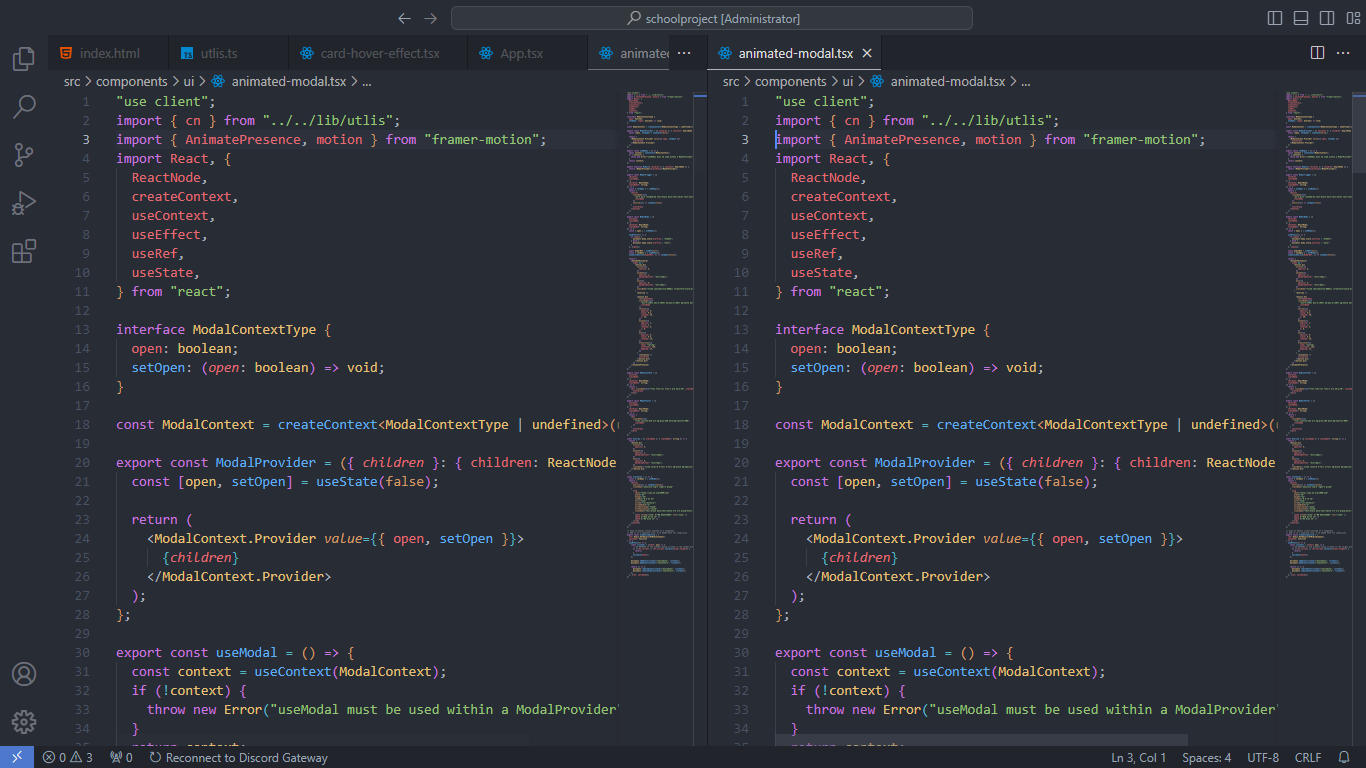 schoolproject [Administrator]
index.html
utlis.ts
card-hover-effect.tsx
App.tsx
animated
animated-modal.tsx
src > components > ui > animated-modal.tsx > ...
1 "use client";
2 import { cn } from "../../lib/utlis";
3 import { AnimatePresence, motion } from "framer-motion";
4 import React, {
5 ReactNode,
6 createContext,
7 useContext,
8 useEffect,
9 useRef,
10 useState,
11 } from "react";
12
13 interface ModalContextType {
14 open: boolean;
15 setOpen: (open: boolean) => void;
16 }
17
18 const ModalContext = createContext<ModalContextType | undefined>(
19
20 export const ModalProvider = ({ children }: { children: ReactNode
21 const [open, setOpen] = useState(false);
22
23 return (
24 <ModalContext.Provider value={{ open, setOpen }}>
25 {children}
26 </ModalContext.Provider>
27 );
28 };
29
30 export const useModal = () => {
31 const context = useContext(ModalContext);
32 if (!context) {
33 throw new Error("useModal must be used within a ModalProvider"
34 }
35 return context;
src > components > ui > animated-modal.tsx > ...
1 "use client";
2 import { cn } from "../../lib/utlis";
3 import { AnimatePresence, motion } from "framer-motion";
4 import React, {
5 ReactNode,
6 createContext,
7 useContext,
8 useEffect,
9 useRef,
10 useState,
11 } from "react";
12
13 interface ModalContextType {
14 open: boolean;
15 setOpen: (open: boolean) => void;
16 }
17
18 const ModalContext = createContext<ModalContextType | undefined>(
19
20 export const ModalProvider = ({ children }: { children: ReactNode
21 const [open, setOpen] = useState(false);
22
23 return (
24 <ModalContext.Provider value={{ open, setOpen }}>
25 {children}
26 </ModalContext.Provider>
27 );
28 };
29
30 export const useModal = () => {
31 const context = useContext(ModalContext);
32 if (!context) {
33 throw new Error("useModal must be used within a ModalProvider"
34 }
35 return context;
0 3 0 Reconnect to Discord Gateway
Ln 3, Col 1 Spaces: 4 UTF-8 CRLF